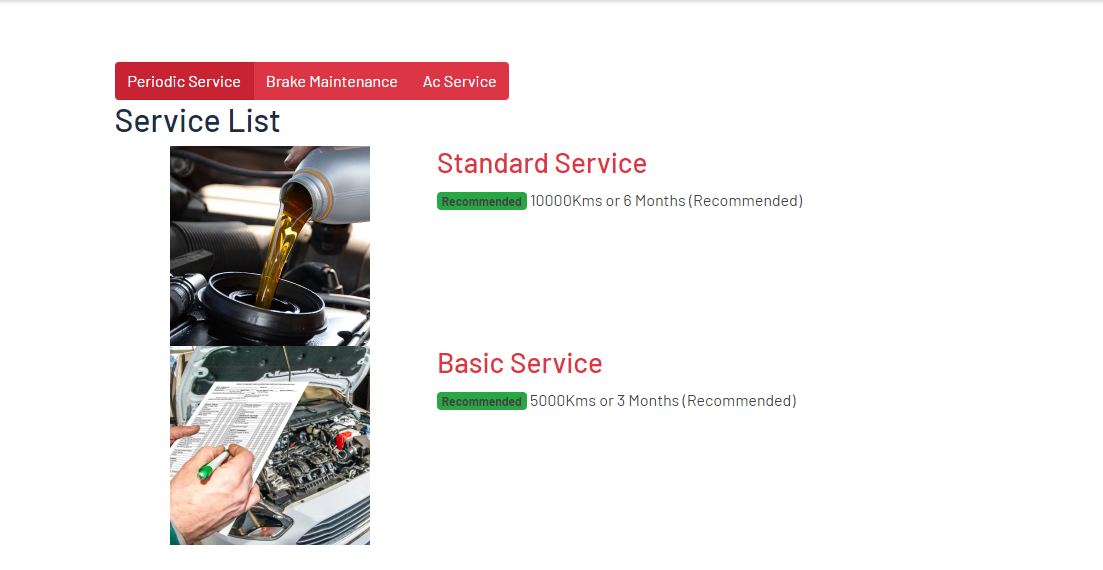 Periodic Service Brake Maintenance Ac Service
Service List
Standard Service
Recommended 10000Kms or 6 Months (Recommended)
Basic Service
Recommended 5000Kms or 3 Months (Recommended)